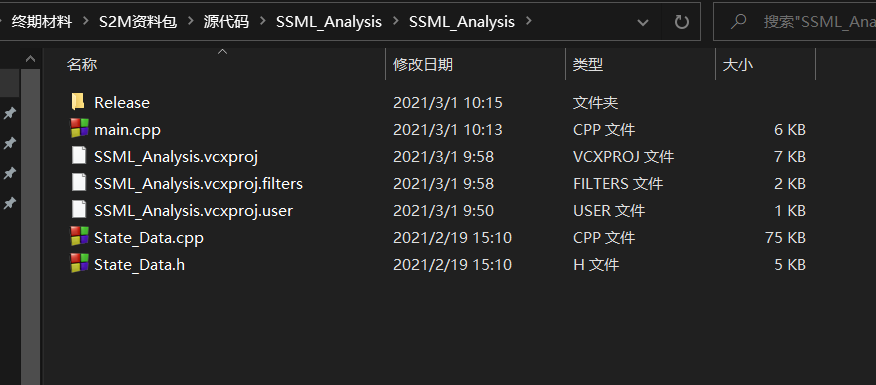 终期材料 > S2M资料包 > 源代码 > SSML_Analysis > SSML_Analysis >
搜索"SSML_Ana
名称 修改日期 类型 大小
Release 2021/3/1 10:15 文件夹
main.cpp 2021/3/1 10:13 CPP 文件 6 KB
SSML_Analysis.vcxproj 2021/3/1 9:58 VCXPROJ 文件 7 KB
SSML_Analysis.vcxproj.filters 2021/3/1 9:58 FILTERS 文件 2 KB
SSML_Analysis.vcxproj.user 2021/3/1 9:50 USER 文件 1 KB
State_Data.cpp 2021/2/19 15:10 CPP 文件 75 KB
State_Data.h 2021/2/19 15:10 H 文件 5 KB